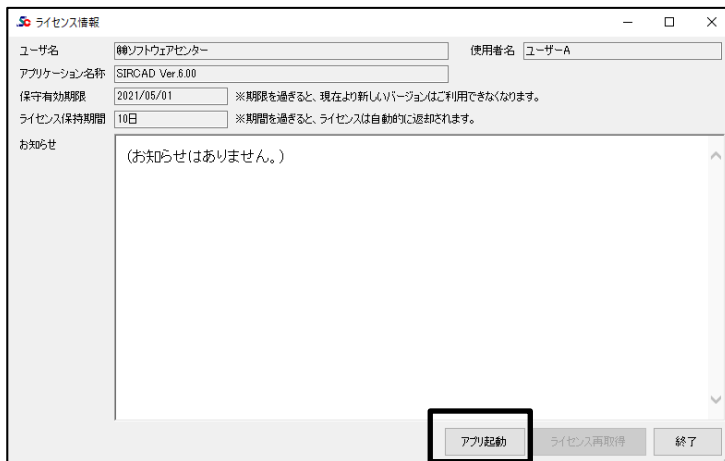 .Sc ライセンス情報
ユーザ名 ㈱ソフトウェアセンター 使用者名 ユーザーA
アプリケーション名称 SIRCAD Ver.6.00
保守有効期限 2021/05/01 ※期限を過ぎると、現在より新しいバージョンはご利用できなくなります。
ライセンス保持期間 10日 ※期間を過ぎると、ライセンスは自動的に返却されます。
お知らせ
(お知らせはありません。)
アプリ起動 ライセンス再取得 終了